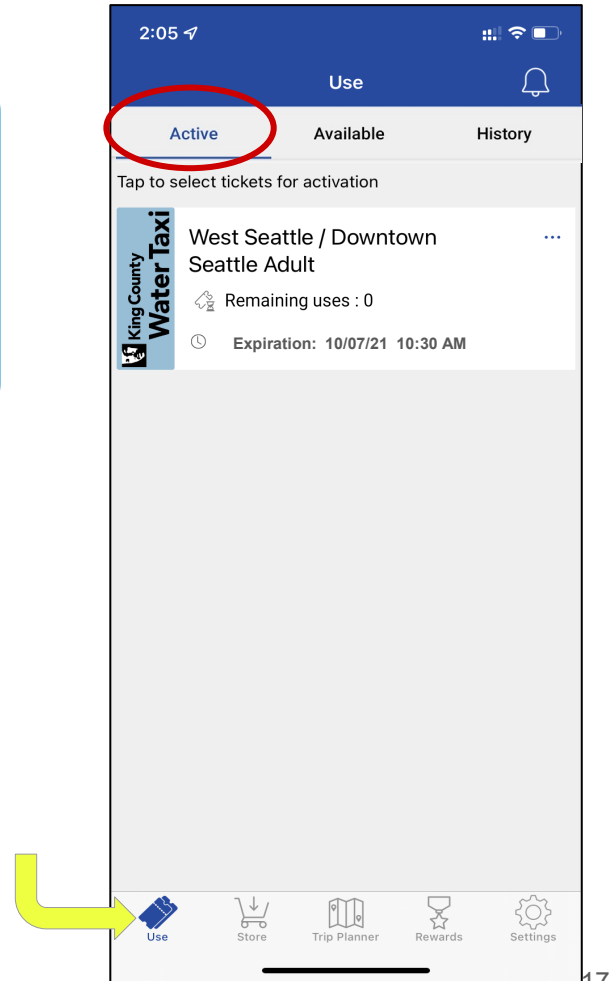 2:05
Use
Active Available History
Tap to select tickets for activation
King County
Water Taxi
West Seattle / Downtown
Seattle Adult
...
Remaining uses : 0
Expiration: 10/07/21 10:30 AM
Use Store Trip Planner Rewards Settings
17